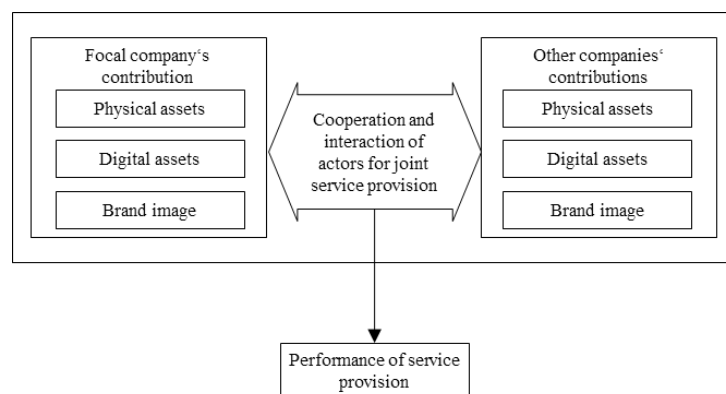 Focal company‘s
contribution
Physical assets
Digital assets
Brand image
Cooperation and
interaction of
actors for joint
service provision
Other companies‘
contributions
Physical assets
Digital assets
Brand image
Performance of service
provision